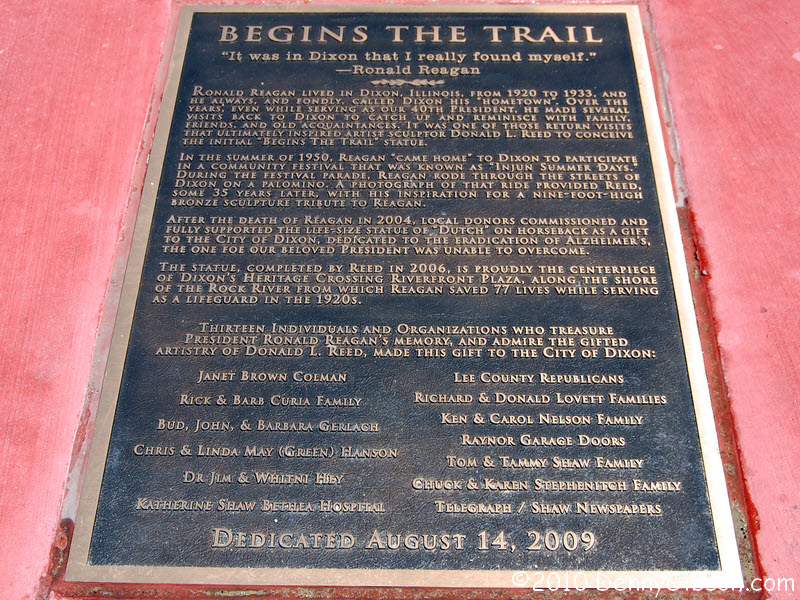 BEGINS THE TRAIL
"It was in Dixon that I really found myself."
—Ronald Reagan
RONALD REAGAN LIVED IN DIXON, ILLINOIS, FROM 1920 TO 1933, AND
HE ALWAYS, AND FONDLY, CALLED DIXON HIS "HOMETOWN". OVER THE
YEARS, EVEN WHILE SERVING AS OUR 40TH PRESIDENT, HE MADE SEVERAL
VISITS BACK TO DIXON TO CATCH UP AND REMINISCE WITH FAMILY,
FRIENDS, AND OLD ACQUAINTANCES. IT WAS ONE OF THOSE RETURN VISITS
THAT ULTIMATELY INSPIRED ARTIST SCULPTOR DONALD L. REED TO CONCEIVE
THE INITIAL "BEGINS THE TRAIL" STATUE.
IN THE SUMMER OF 1950, REAGAN "CAME HOME" TO DIXON TO PARTICIPATE
IN A COMMUNITY FESTIVAL THAT WAS KNOWN AS "INJUN SUMMER DAYS."
DURING THE FESTIVAL PARADE, REAGAN RODE THROUGH THE STREETS OF
DIXON ON A PALOMINO. A PHOTOGRAPH OF THAT RIDE PROVIDED REED,
SOME 35 YEARS LATER, WITH HIS INSPIRATION FOR A NINE-FOOT-HIGH
BRONZE SCULPTURE TRIBUTE TO REAGAN.
AFTER THE DEATH OF REAGAN IN 2004, LOCAL DONORS COMMISSIONED AND
FULLY SUPPORTED THE LIFE-SIZE STATUE OF "DUTCH" ON HORSEBACK AS A GIFT
TO THE CITY OF DIXON, DEDICATED TO THE ERADICATION OF ALZHEIMER'S,
THE ONE FOE OUR BELOVED PRESIDENT WAS UNABLE TO OVERCOME.
THE STATUE, COMPLETED BY REED IN 2006, IS PROUDLY THE CENTERPIECE
OF DIXON'S HERITAGE CROSSING RIVERFRONT PLAZA, ALONG THE SHORE
OF THE ROCK RIVER FROM WHICH REAGAN SAVED 77 LIVES WHILE SERVING
AS A LIFEGUARD IN THE 1920S.
THIRTEEN INDIVIDUALS AND ORGANIZATIONS WHO TREASURE
PRESIDENT RONALD REAGAN'S MEMORY, AND ADMIRE THE GIFTED
ARTISTRY OF DONALD L. REED, MADE THIS GIFT TO THE CITY OF DIXON:
JANET BROWN COLMAN
RICK & BARB CURIA FAMILY
BUD, JOHN, & BARBARA GERLACH
CHRIS & LINDA MAY (GREEN) HANSON
DR JIM & WHITNI HEY
KATHERINE SHAW BETHEA HOSPITAL
LEE COUNTY REPUBLICANS
RICHARD & DONALD LOVETT FAMILIES
KEN & CAROL NELSON FAMILY
RAYNOR GARAGE DOORS
TOM & TAMMY SHAW FAMILY
CHUCK & KAREN STEPHENITCH FAMILY
TELEGRAPH / SHAW NEWSPAPERS
DEDICATED AUGUST 14, 2009
©2010 DennyGibson.com